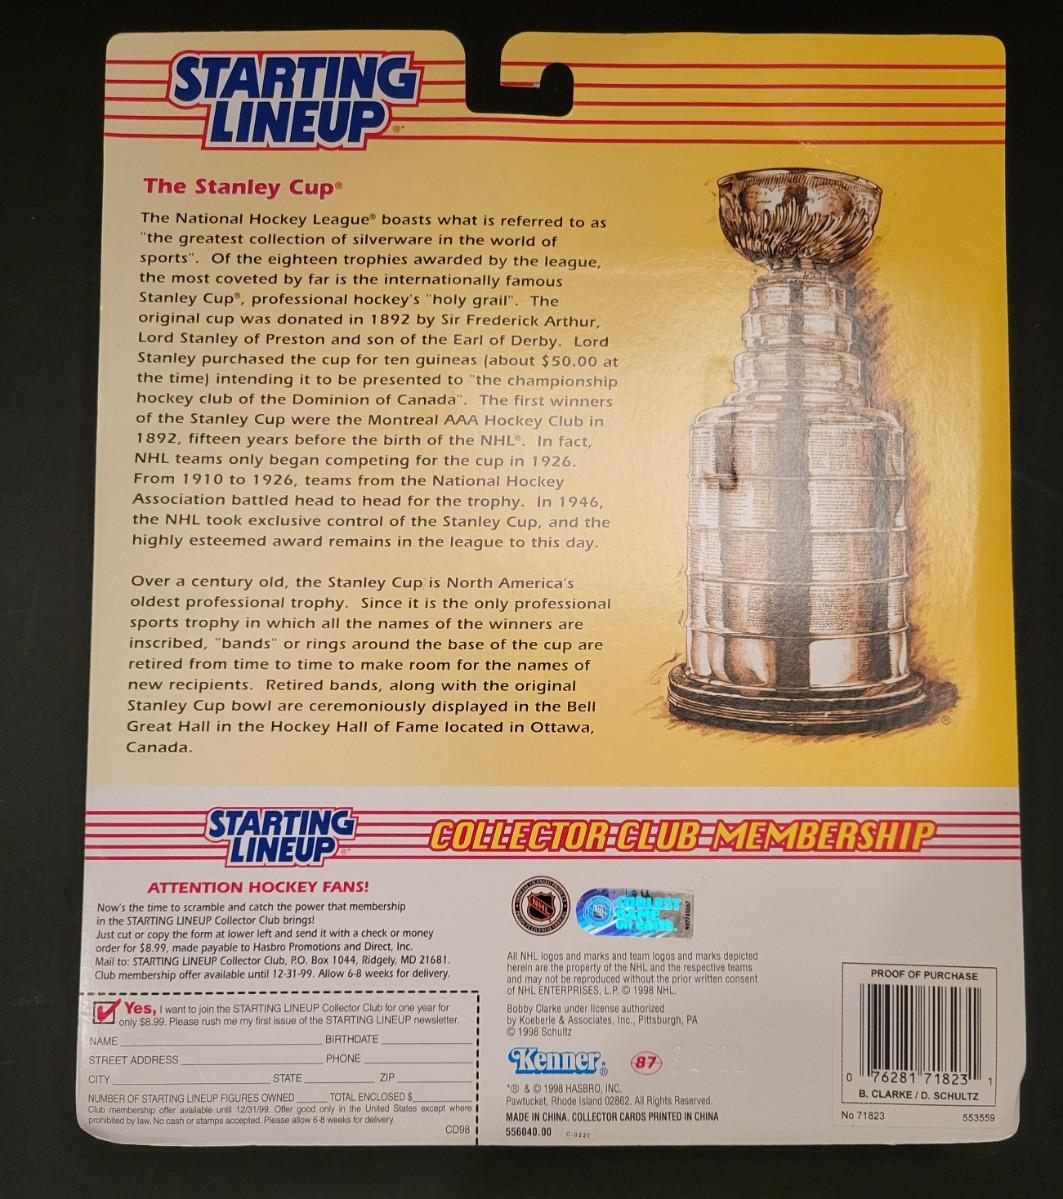 STARTING
LINEUP®
The Stanley Cup®
The National Hockey League® boasts what is referred to as
"the greatest collection of silverware in the world of
sports". Of the eighteen trophies awarded by the league,
the most coveted by far is the internationally famous
Stanley Cup®, professional hockey's "holy grail". The
original cup was donated in 1892 by Sir Frederick Arthur,
Lord Stanley of Preston and son of the Earl of Derby. Lord
Stanley purchased the cup for ten guineas (about $50.00 at
the time) intending it to be presented to "the championship
hockey club of the Dominion of Canada". The first winners
of the Stanley Cup were the Montreal AAA Hockey Club in
1892, fifteen years before the birth of the NHL®. In fact,
NHL teams only began competing for the cup in 1926.
From 1910 to 1926, teams from the National Hockey
Association battled head to head for the trophy. In 1946,
the NHL took exclusive control of the Stanley Cup, and the
highly esteemed award remains in the league to this day.
Over a century old, the Stanley Cup is North America's
oldest professional trophy. Since it is the only professional
sports trophy in which all the names of the winners are
inscribed, "bands" or rings around the base of the cup are
retired from time to time to make room for the names of
new recipients. Retired bands, along with the original
Stanley Cup bowl are ceremoniously displayed in the Bell
Great Hall in the Hockey Hall of Fame located in Ottawa,
Canada.
®
STARTING
LINEUP®
COLLECTOR CLUB MEMBERSHIP
ATTENTION HOCKEY FANS!
Now's the time to scramble and catch the power that membership
in the STARTING LINEUP Collector Club brings!
Just cut or copy the form at lower left and send it with a check or money
order for $8.99, made payable to Hasbro Promotions and Direct, Inc.
Mail to: STARTING LINEUP Collector Club, P.O. Box 1044, Ridgely, MD 21681.
Club membership offer available until 12-31-99. Allow 6-8 weeks for delivery.
Yes, I want to join the STARTING LINEUP Collector Club for one year for
only $8.99. Please rush me my first issue of the STARTING LINEUP newsletter.
NAME BIRTHDATE
STREET ADDRESS PHONE
CITY STATE ZIP
NUMBER OF STARTING LINEUP FIGURES OWNED TOTAL ENCLOSED $
Club membership offer available until 12/31/99. Offer good only in the United States except where
prohibited by law. No cash or stamps accepted. Please allow 6-8 weeks for delivery.
CD98
NHL
COOLEST
GAME
ON EARTH
All NHL logos and marks and team logos and marks depicted
herein are the property of the NHL and the respective teams
and may not be reproduced without the prior written consent
of NHL ENTERPRISES, L.P. © 1998 NHL.
Bobby Clarke under license authorized
by Koeberle & Associates, Inc., Pittsburgh, PA
© 1998 Schultz
Kenner® 87
*® & © 1998 HASBRO, INC.
Pawtucket, Rhode Island 02862. All Rights Reserved.
MADE IN CHINA. COLLECTOR CARDS PRINTED IN CHINA
556040.00
PROOF OF PURCHASE
0 76281 71823 1
B. CLARKE / D. SCHULTZ
No 71823 553559